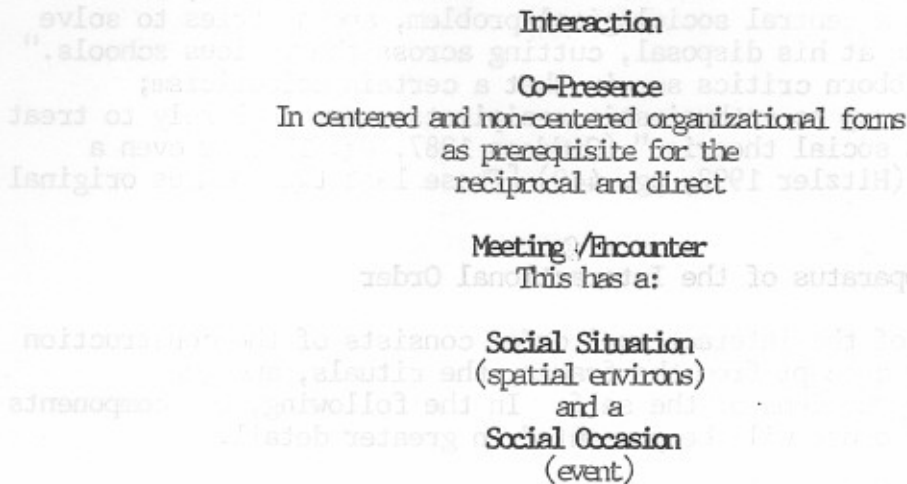 Interaction
Co-Presence
In centered and non-centered organizational forms
as prerequisite for the
reciprocal and direct
Meeting /Encounter
This has a:
Social Situation
(spatial environs)
and a
Social Occasion
(event)